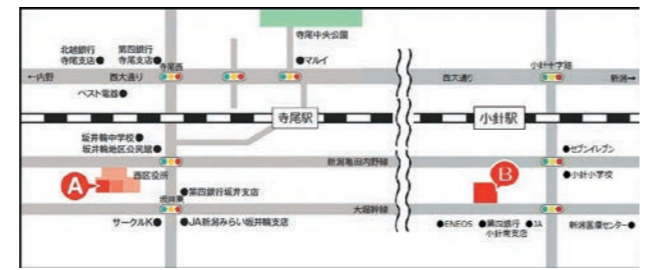 寺尾中央公園
北越銀行
寺尾支店●
第四銀行
寺尾支店●
寺尾西
●マルイ
小針十字路
←内野
西大通り
西大通り
新潟→
ベスト電器●
寺尾駅
小針駅
坂井輪中学校●
坂井輪地区公民館●
新潟亀田内野線
●セブンイレブン
A
西区役所
B
●小針小学校
坂井東
●第四銀行坂井支店
大堀幹線
サークルK●
●JA新潟みらい坂井輪支店
●ENEOS
●第四銀行
小針南支店
●JA
新潟医療センター●